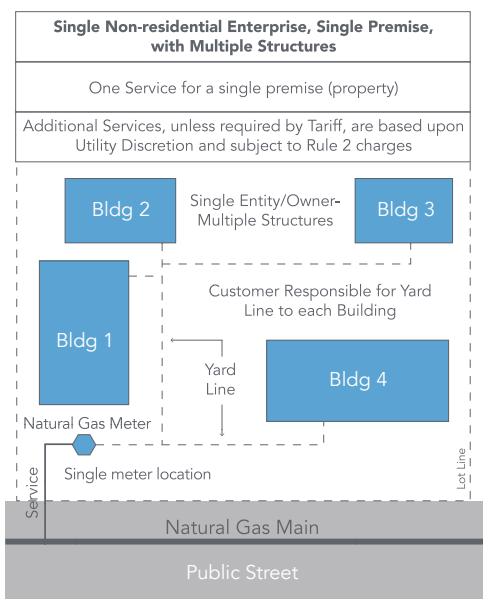 Single Non-residential Enterprise, Single Premise,
with Multiple Structures
One Service for a single premise (property)
Additional Services, unless required by Tariff, are based upon
Utility Discretion and subject to Rule 2 charges
Bldg 2
Single Entity/Owner-
Multiple Structures
Bldg 3
Customer Responsible for Yard
Line to each Building
Bldg 1
Yard
Line
Bldg 4
Natural Gas Meter
Single meter location
Service
Lot Line
Natural Gas Main
Public Street